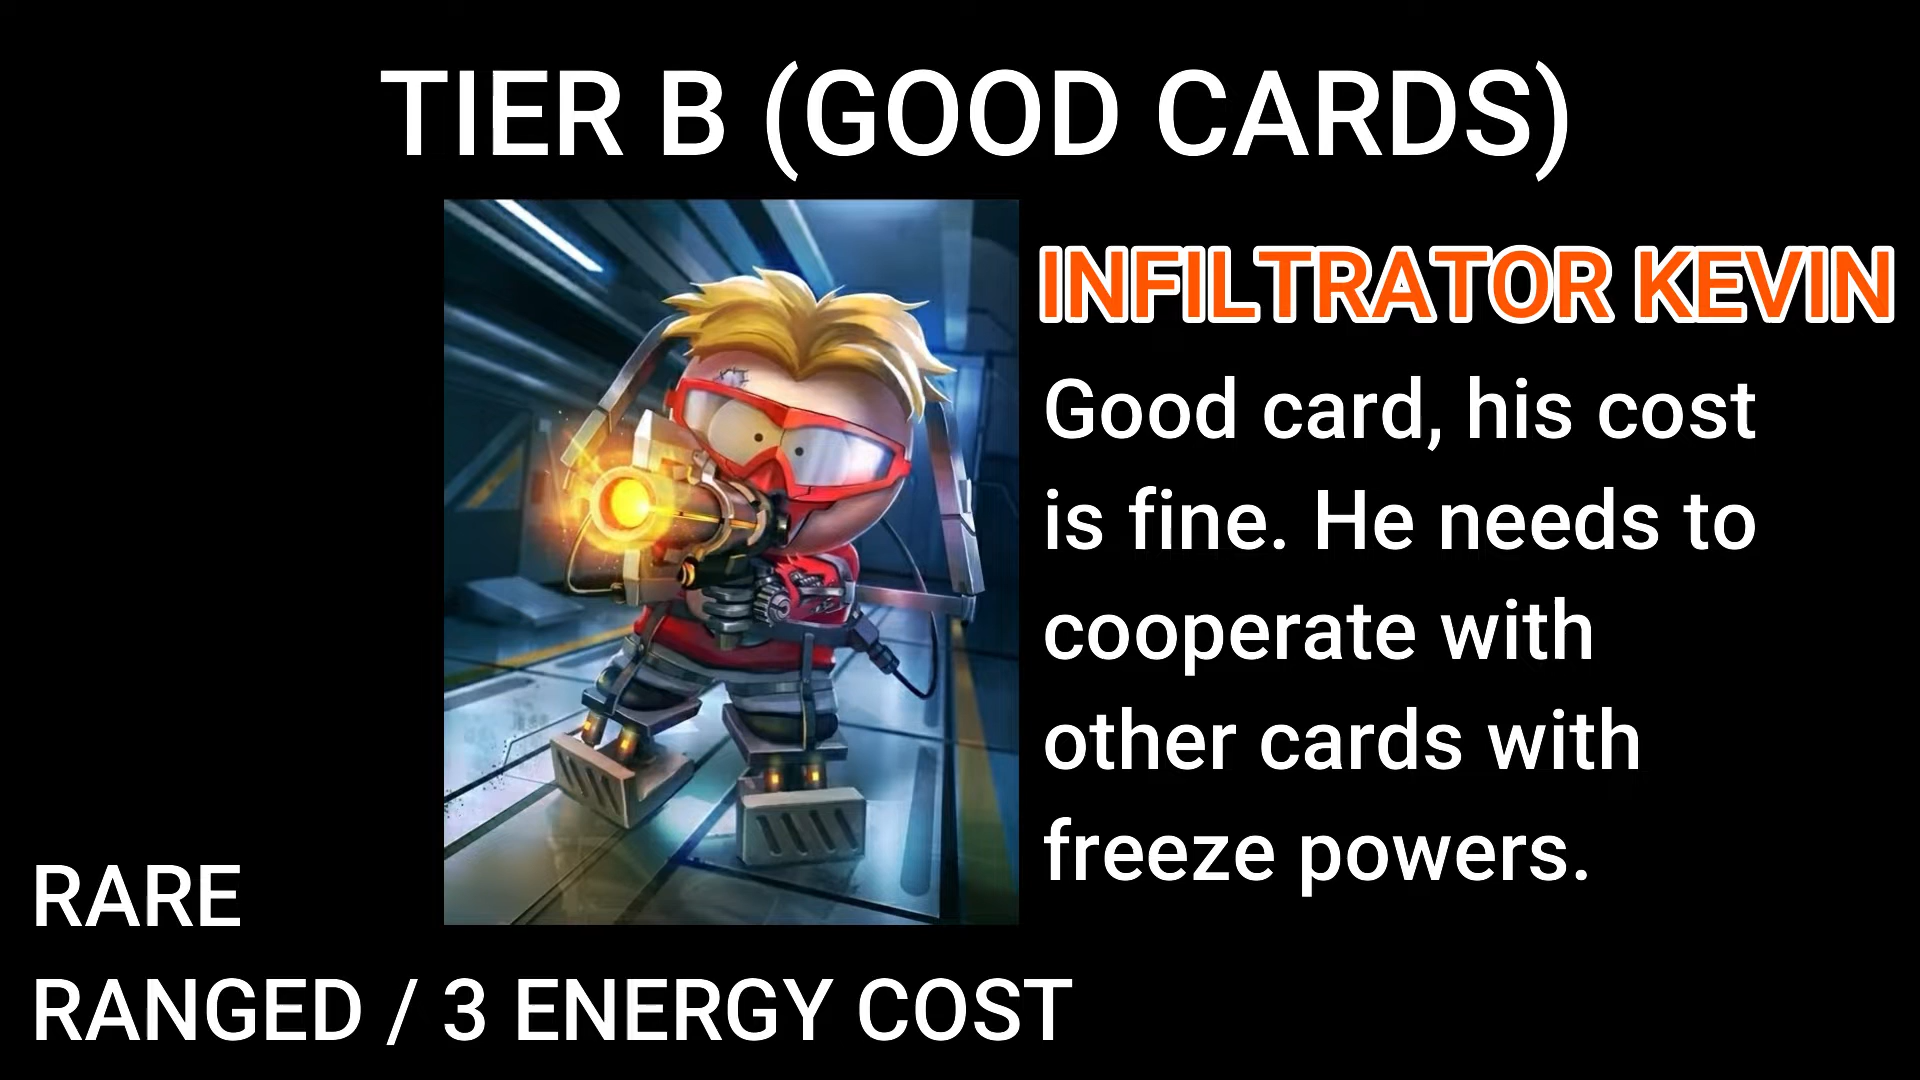 TIER B (GOOD CARDS)
INFILTRATOR KEVIN
Good card, his cost
is fine. He needs to
cooperate with
other cards with
freeze powers.
RARE
RANGED / 3 ENERGY COST